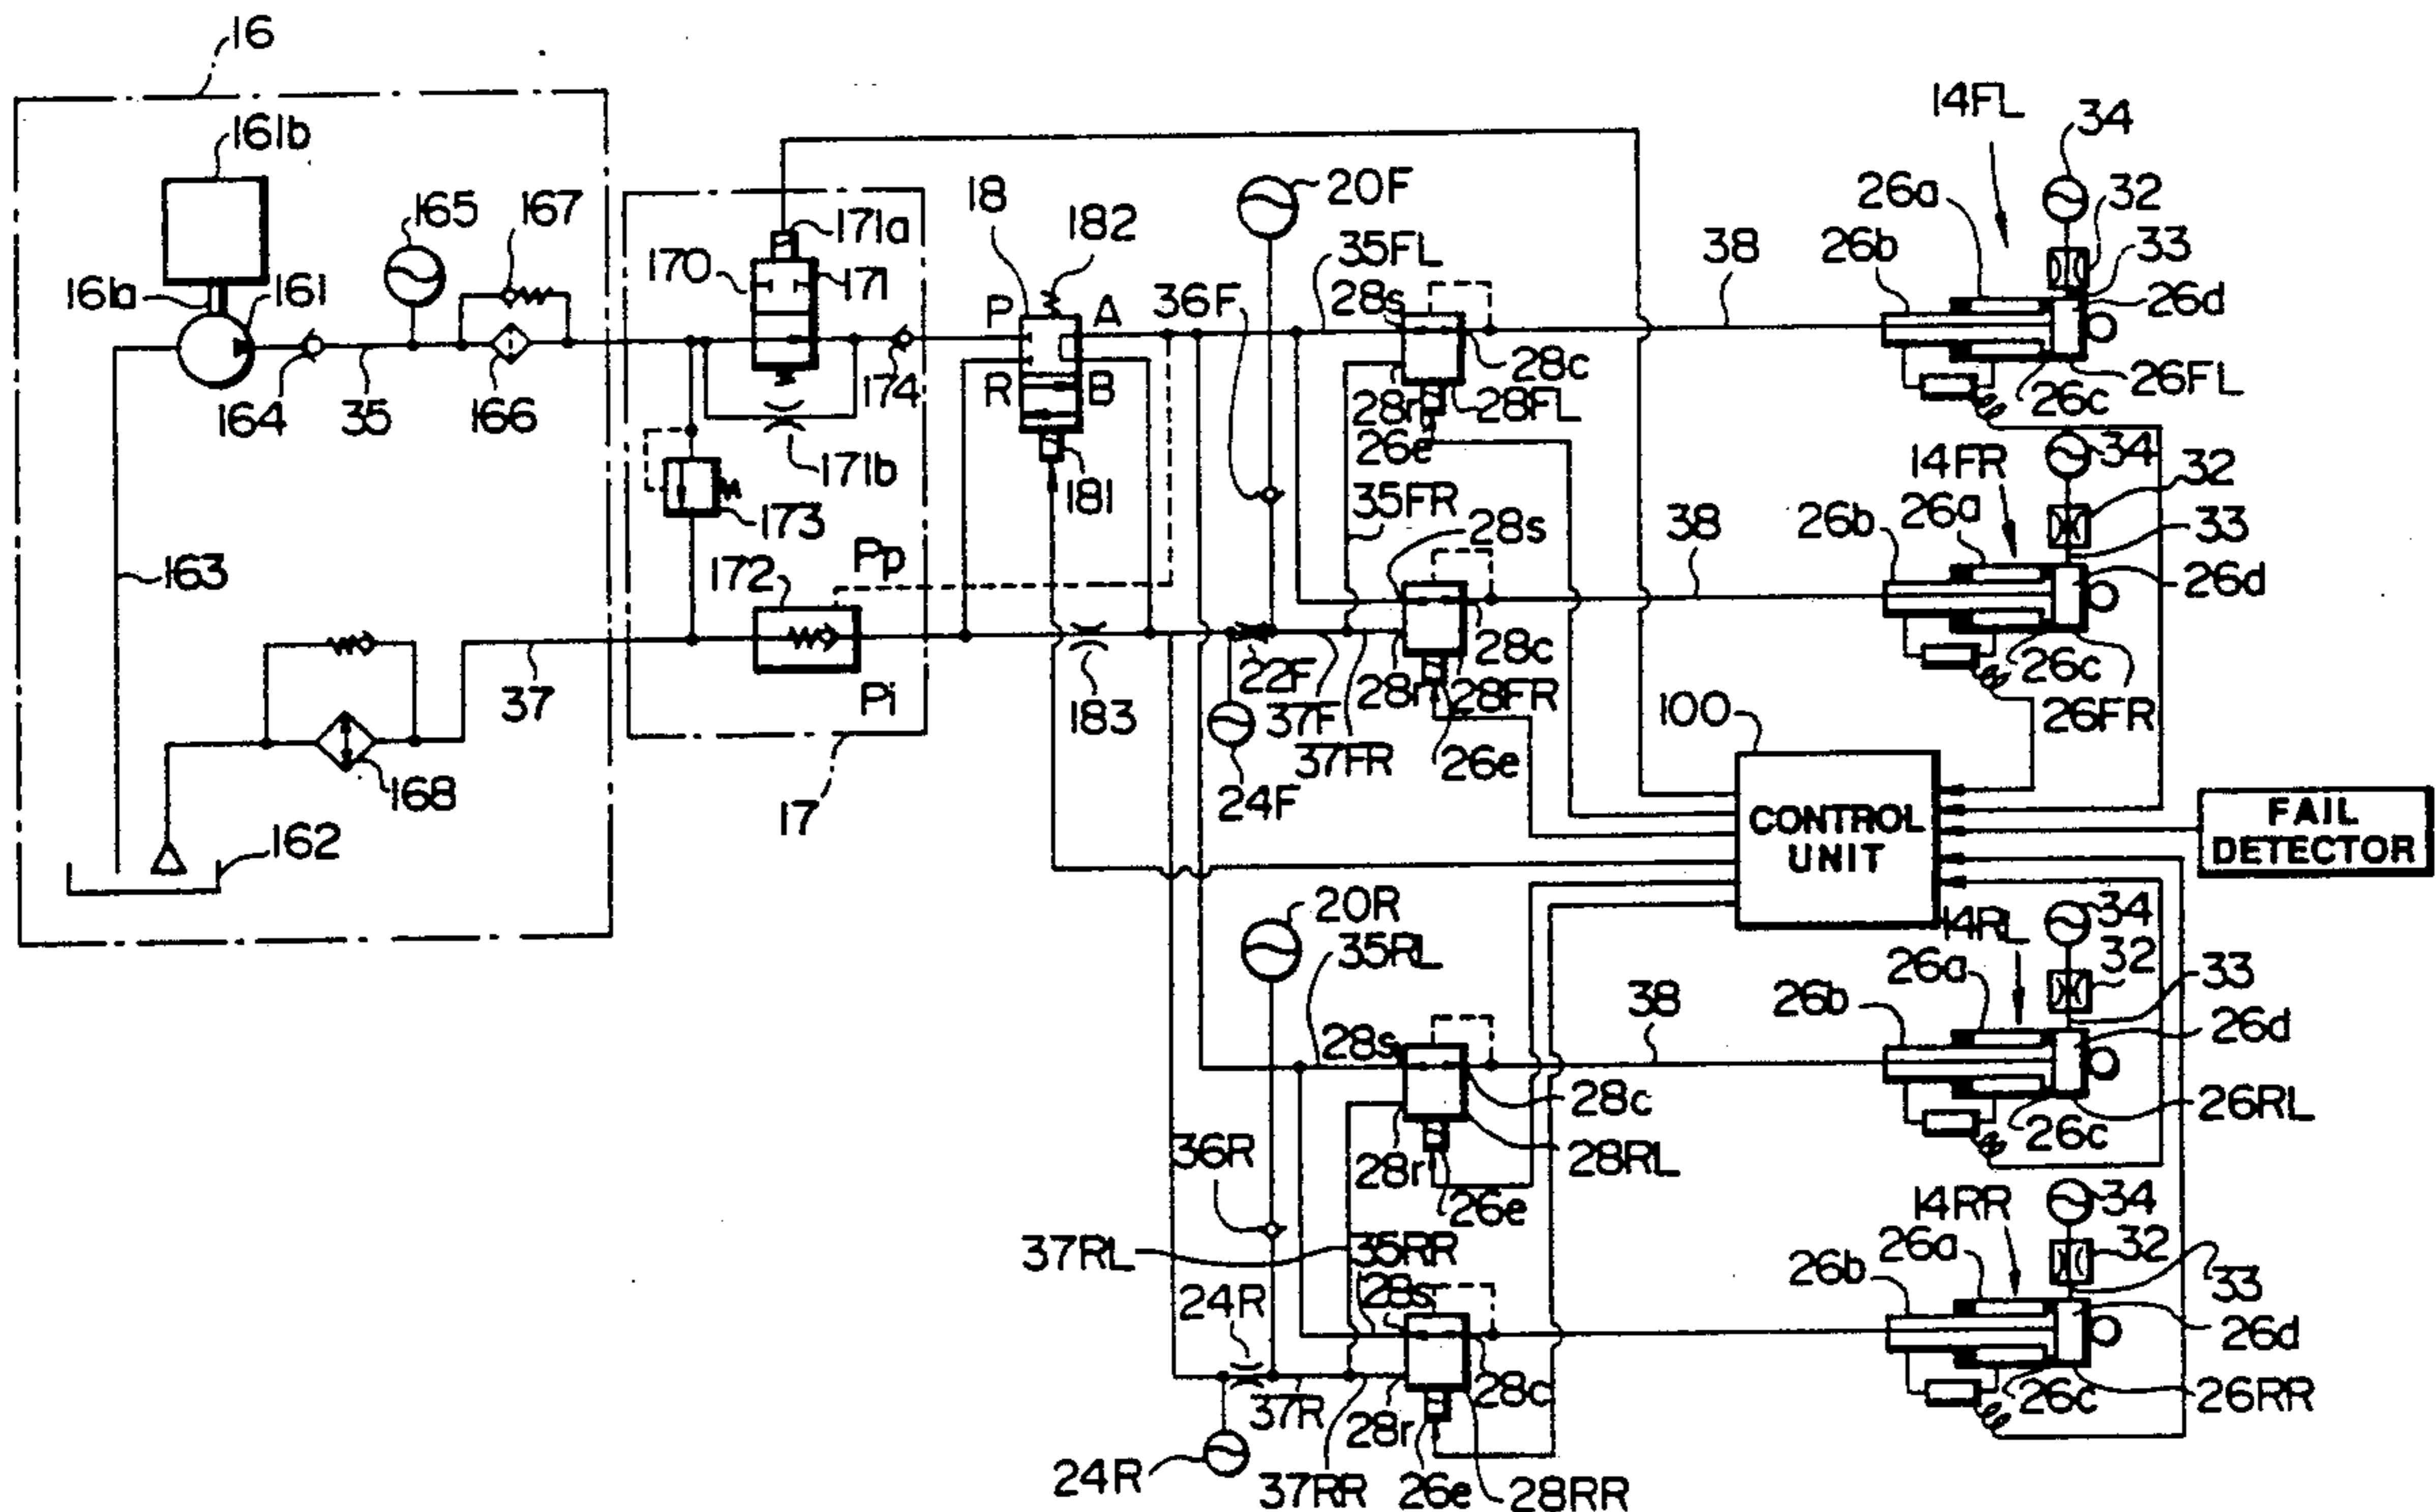 16
161b
161a
161
165
167
164
35
166
163
162
168
37
170
171a
171
171b
173
174
172
Pp
Pi
17
18
182
P
A
R
B
181
183
20F
36F
35FL
28s
28c
28r
28FL
26e
38
14FL
34
26a
32
26b
33
26d
26c
26FL
35FR
28s
28c
28r
28FR
26e
22F
37F
37FR
24F
38
14FR
34
26a
32
26b
33
26d
26c
26FR
100
CONTROL
UNIT
FAIL
DETECTOR
20R
35RL
28s
28c
28r
28RL
26e
36R
38
14RL
34
26a
32
26b
33
26d
26c
26RL
37RL
35RR
28s
28c
28r
28RR
26e
24R
37R
37RR
24R
14RR
34
26a
32
26b
33
26d
26c
26RR